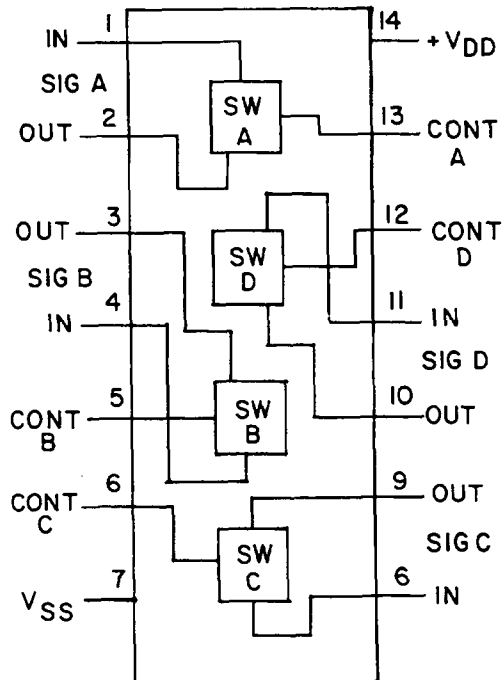 1
IN
SIG A
2
OUT
3
OUT
SIG B
4
IN
5
CONT
B
6
CONT
C
7
VSS
SW
A
SW
D
SW
B
SW
C
14
+VDD
13
CONT
A
12
CONT
D
11
IN
SIG D
10
OUT
9
OUT
SIG C
6
IN